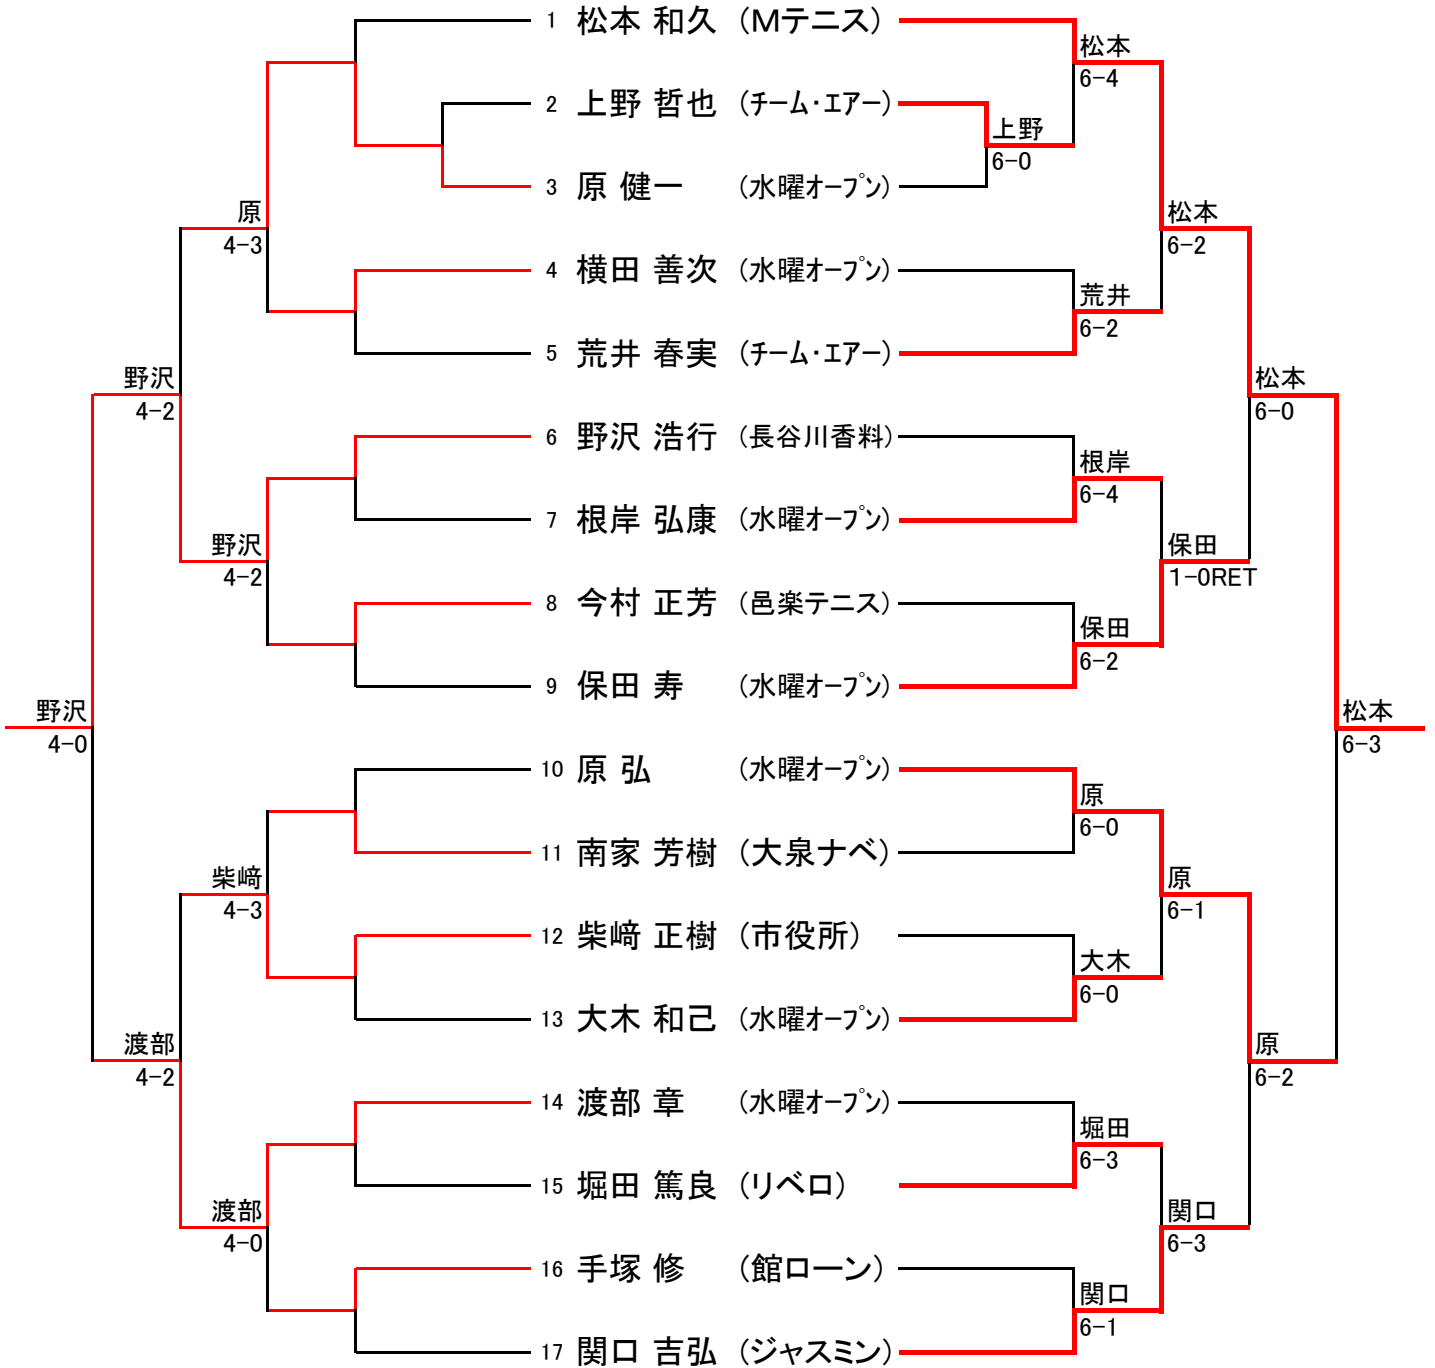 1 松本 和久 (Mテニス)
松本
6-4
2 上野 哲也 (チーム・エアー)
上野
6-0
3 原 健一 (水曜オープン)
原
4-3
松本
6-2
4 横田 善次 (水曜オープン)
荒井
6-2
5 荒井 春実 (チーム・エアー)
野沢
4-2
松本
6-0
6 野沢 浩行 (長谷川香料)
根岸
6-4
7 根岸 弘康 (水曜オープン)
野沢
4-2
保田
1-0RET
8 今村 正芳 (邑楽テニス)
保田
6-2
9 保田 寿 (水曜オープン)
野沢
4-0
松本
6-3
10 原 弘 (水曜オープン)
原
6-0
11 南家 芳樹 (大泉ナベ)
柴﨑
4-3
原
6-1
12 柴﨑 正樹 (市役所)
大木
6-0
13 大木 和己 (水曜オープン)
渡部
4-2
原
6-2
14 渡部 章 (水曜オープン)
堀田
6-3
15 堀田 篤良 (リベロ)
渡部
4-0
関口
6-3
16 手塚 修 (館ローン)
関口
6-1
17 関口 吉弘 (ジャスミン)